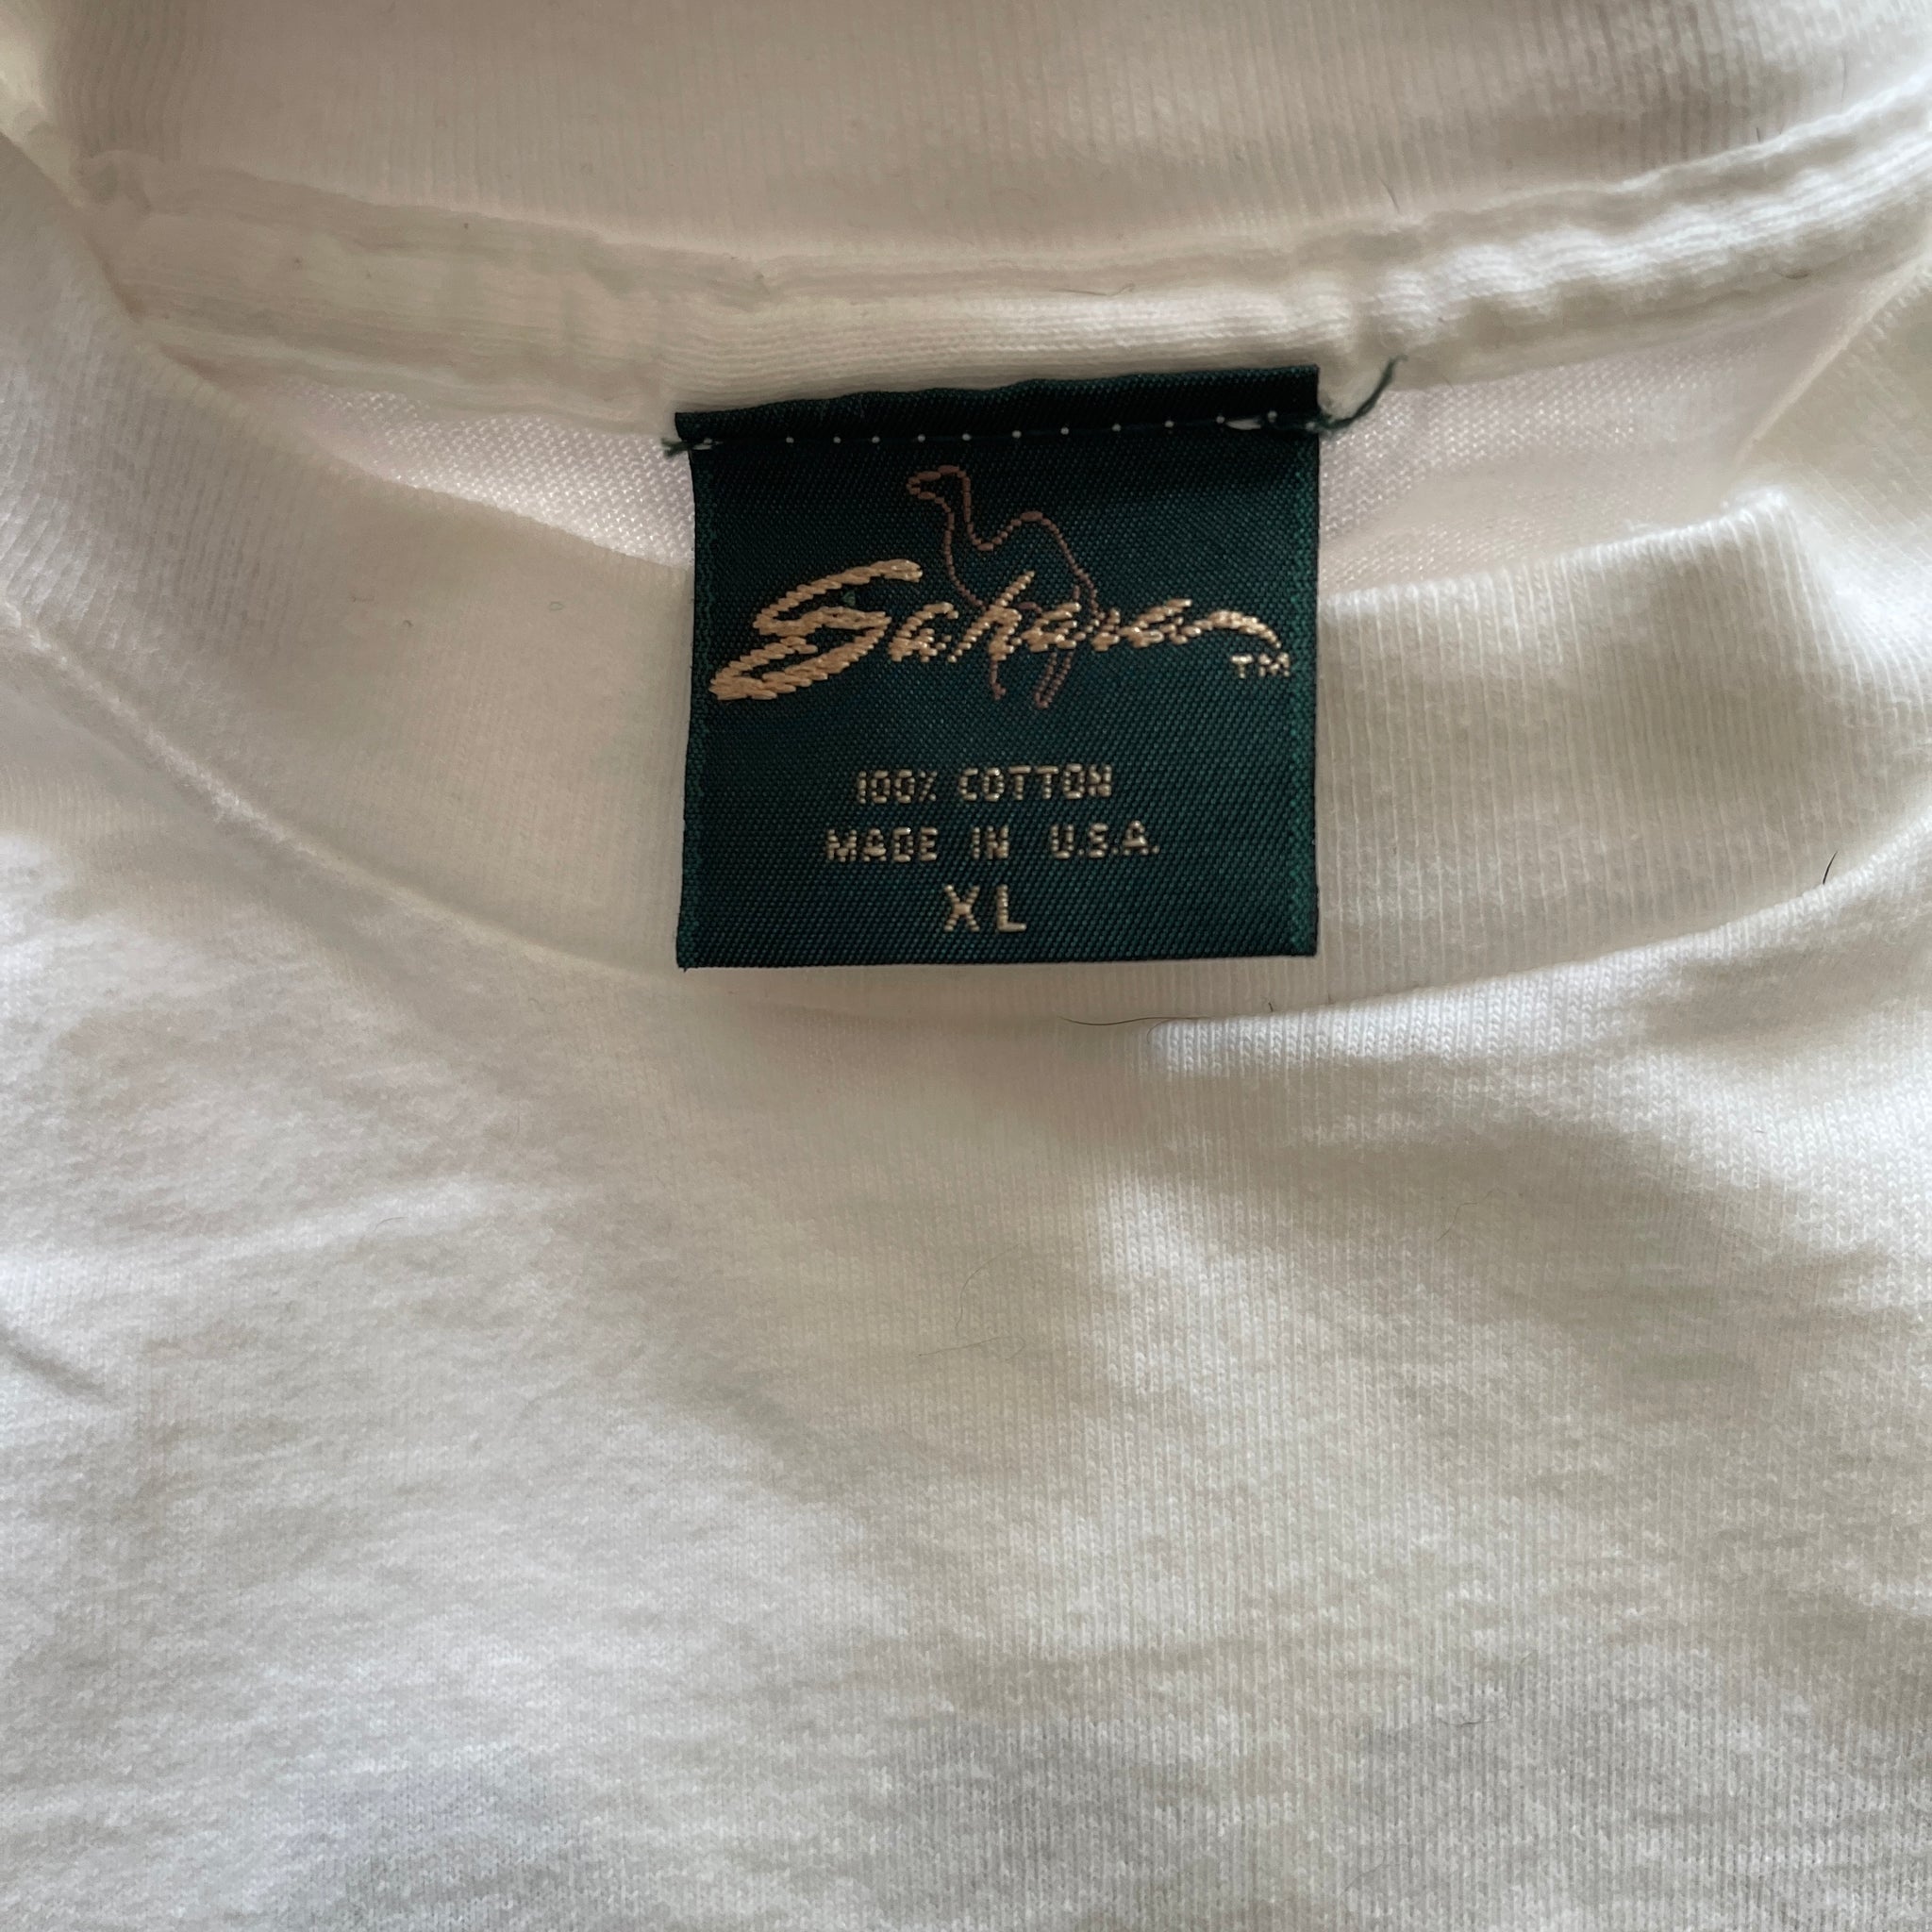 Sahara
TM
100% COTTON
MADE IN U.S.A.
XL